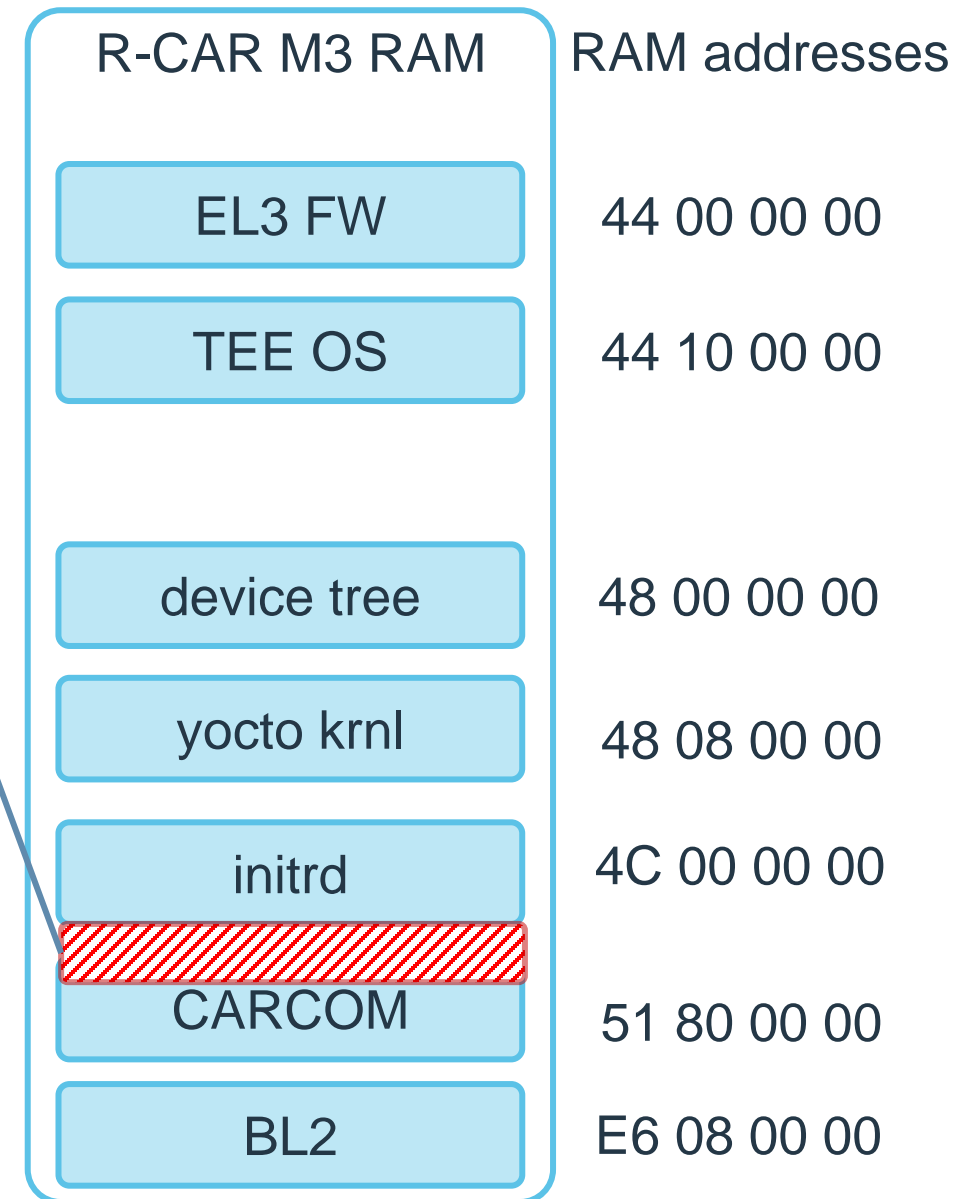 R-CAR M3 RAM RAM addresses
EL3 FW 44 00 00 00
TEE OS 44 10 00 00
device tree 48 00 00 00
yocto krnl 48 08 00 00
initrd 4C 00 00 00
CARCOM 51 80 00 00
BL2 E6 08 00 00